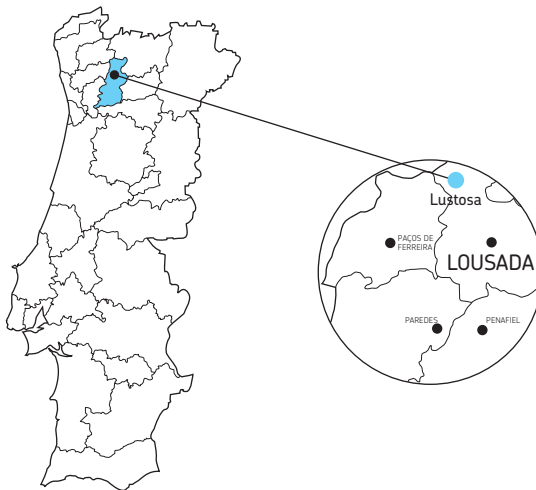 Lustosa
PAÇOS DE
FERREIRA
LOUSADA
PAREDES
PENAFIEL